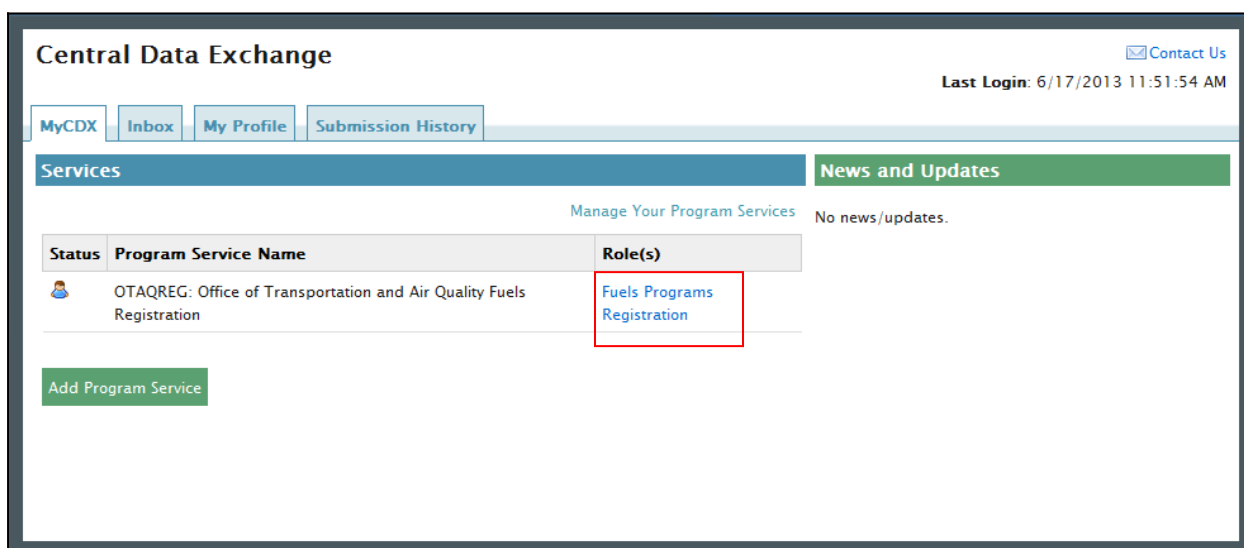 Central Data Exchange
Contact Us
Last Login: 6/17/2013 11:51:54 AM
MyCDX
Inbox
My Profile
Submission History
Services
News and Updates
Manage Your Program Services
No news/updates.
Status
Program Service Name
Role(s)
OTAQREG: Office of Transportation and Air Quality Fuels
Registration
Fuels Programs
Registration
Add Program Service